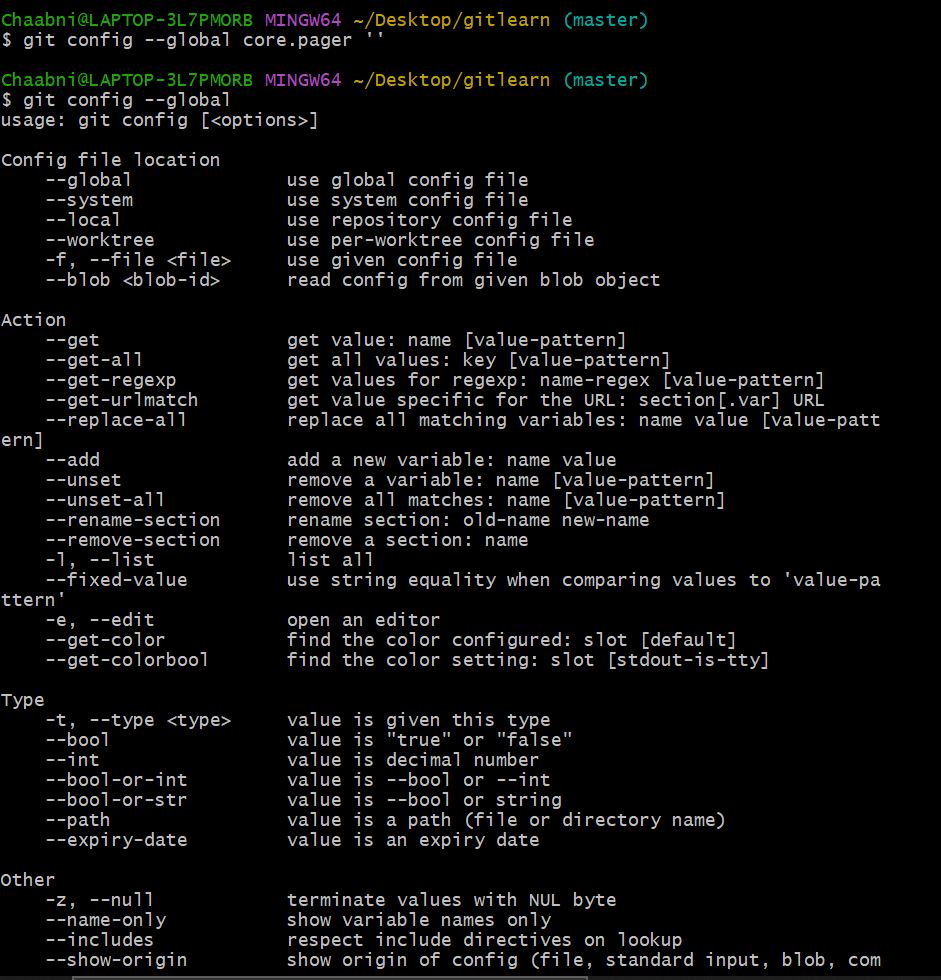 Chaabni@LAPTOP-3L7PMORB MINGW64 ~/Desktop/gitlearn (master)
$ git config --global core.pager ''
Chaabni@LAPTOP-3L7PMORB MINGW64 ~/Desktop/gitlearn (master)
$ git config --global
usage: git config [<options>]
Config file location
    --global              use global config file
    --system              use system config file
    --local               use repository config file
    --worktree            use per-worktree config file
    -f, --file <file>     use given config file
    --blob <blob-id>      read config from given blob object
Action
    --get                 get value: name [value-pattern]
    --get-all             get all values: key [value-pattern]
    --get-regexp          get values for regexp: name-regex [value-pattern]
    --get-urlmatch        get value specific for the URL: section[.var] URL
    --replace-all         replace all matching variables: name value [value-patt
ern]
    --add                 add a new variable: name value
    --unset               remove a variable: name [value-pattern]
    --unset-all           remove all matches: name [value-pattern]
    --rename-section      rename section: old-name new-name
    --remove-section      remove a section: name
    -l, --list            list all
    --fixed-value         use string equality when comparing values to 'value-pa
ttern'
    -e, --edit            open an editor
    --get-color           find the color configured: slot [default]
    --get-colorbool       find the color setting: slot [stdout-is-tty]
Type
    -t, --type <type>     value is given this type
    --bool                value is "true" or "false"
    --int                 value is decimal number
    --bool-or-int         value is --bool or --int
    --bool-or-str         value is --bool or string
    --path                value is a path (file or directory name)
    --expiry-date         value is an expiry date
Other
    -z, --null            terminate values with NUL byte
    --name-only           show variable names only
    --includes            respect include directives on lookup
    --show-origin         show origin of config (file, standard input, blob, com